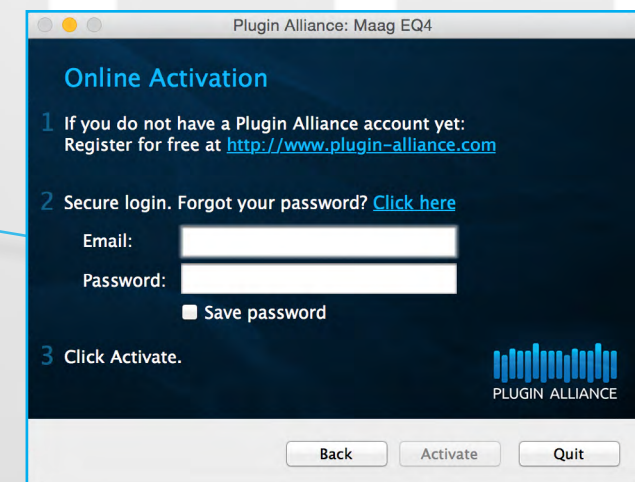 Plugin Alliance: Maag EQ4
Online Activation
1 If you do not have a Plugin Alliance account yet:
Register for free at http://www.plugin-alliance.com
2 Secure login. Forgot your password? Click here
Email:
Password:
Save password
3 Click Activate.
PLUGIN ALLIANCE
Back Activate Quit